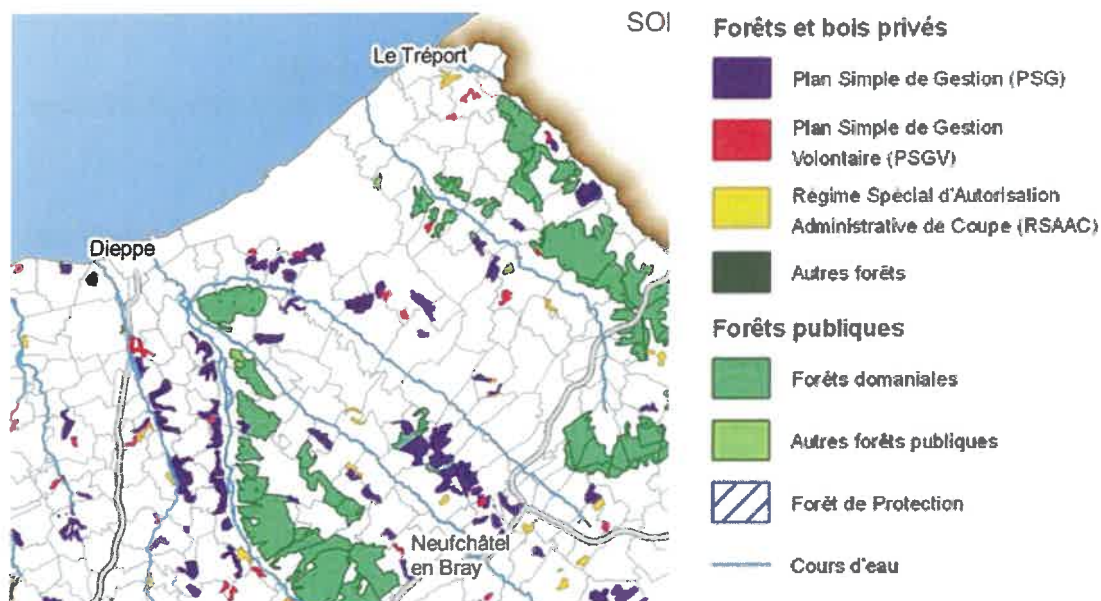 SOI
Le Tréport
Dieppe
Neufchâtel
en Bray
Forêts et bois privés
Plan Simple de Gestion (PSG)
Plan Simple de Gestion
Volontaire (PSGV)
Régime Spécial d'Autorisation
Administrative de Coupe (RSAAC)
Autres forêts
Forêts publiques
Forêts domaniales
Autres forêts publiques
Forêt de Protection
Cours d'eau